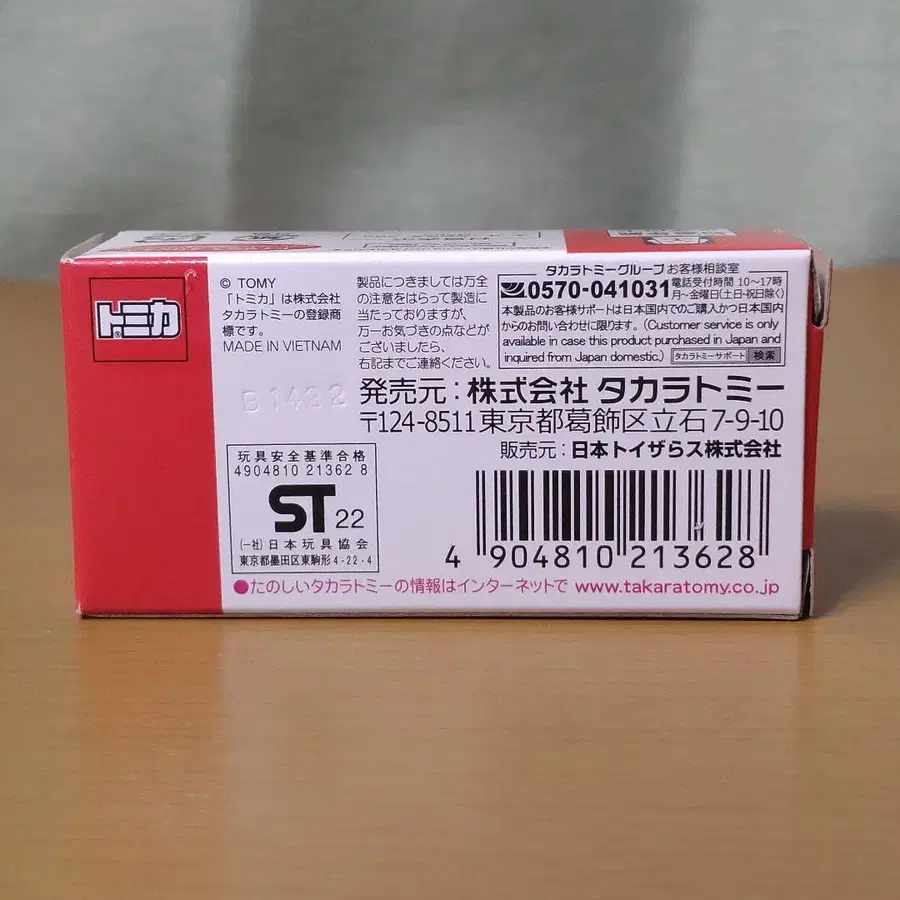 トミカ®
© TOMY
「トミカ」は株式会社
タカラトミーの登録商
標です。
MADE IN VIETNAM
B1422
製品につきましては万全
の注意をはらって製造に
当たっておりますが、
万一お気づきの点などが
ございましたら、
右記までご連絡ください。
タカラトミーグループ お客様相談室
0570-041031
電話受付時間 10〜17時
月〜金曜日(土・日・祝日除く)
本製品のお客様サポートは日本国内でのご購入かつ日本国内
からのお問い合わせに限ります。(Customer service is only
available in case this product purchased in Japan and
inquired from Japan domestic.) タカラトミーサポート 検索
発売元:株式会社 タカラトミー
〒124-8511東京都葛飾区立石7-9-10
販売元:日本トイザらス株式会社
玩具安全基準合格
4904810 21362 8
ST 22
(一社)日本玩具協会
東京都墨田区東駒形4-22-4
4 904810 213628
●たのしいタカラトミーの情報はインターネットで www.takaratomy.co.jp